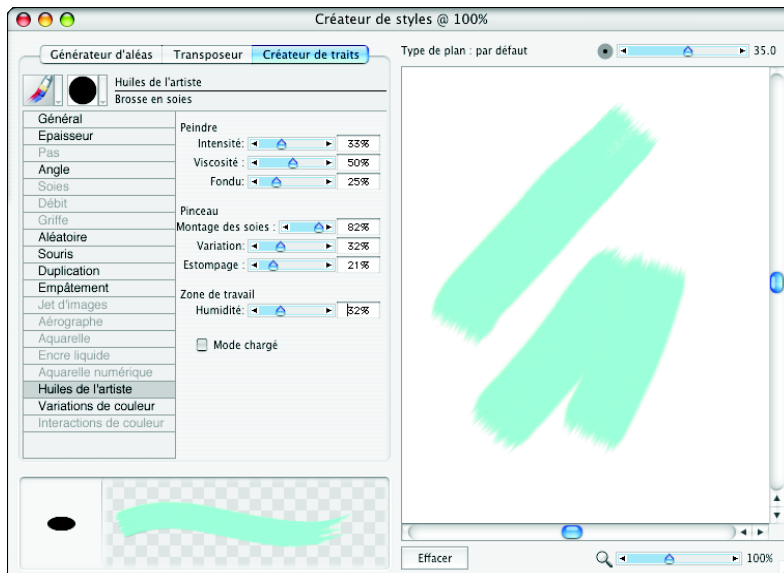 Créateur de styles @ 100%
Générateur d'aléas Transposeur Créateur de traits
Huiles de l'artiste
Brosse en soies
Général
Epaisseur
Pas
Angle
Soies
Débit
Griffe
Aléatoire
Souris
Duplication
Empâtement
Jet d'images
Aérographe
Aquarelle
Encre liquide
Aquarelle numérique
Huiles de l'artiste
Variations de couleur
Interactions de couleur
Peindre
Intensité: 33%
Viscosité : 50%
Fondu: 25%
Pinceau
Montage des soies : 82%
Variation: 32%
Estompage : 21%
Zone de travail
Humidité: 32%
Mode chargé
Type de plan : par défaut 35.0
Effacer 100%